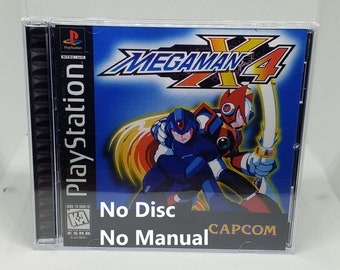 PlayStation
MEGAMAN X4
No Disc
No Manual
CAPCOM